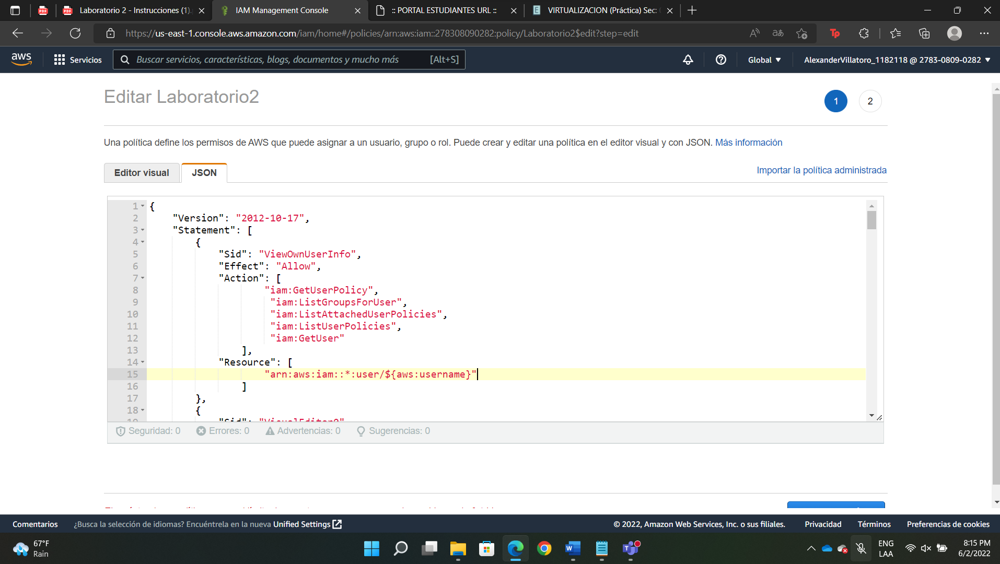 Laboratorio 2 - Instrucciones (1).
IAM Management Console
:: PORTAL ESTUDIANTES URL ::
VIRTUALIZACION (Práctica) Sec:
https://us-east-1.console.aws.amazon.com/iam/home#/policies/arn:aws:iam::278308090282:policy/Laboratorio2$edit?step=edit
aws
Servicios
Buscar servicios, características, blogs, documentos y mucho más
[Alt+S]
Global
AlexanderVillatoro_1182118 @ 2783-0809-0282
Editar Laboratorio2
1
2
Una política define los permisos de AWS que puede asignar a un usuario, grupo o rol. Puede crear y editar una política en el editor visual y con JSON. Más información
Editor visual
JSON
Importar la política administrada
1 {
2 "Version": "2012-10-17",
3 "Statement": [
4 {
5 "Sid": "ViewOwnUserInfo",
6 "Effect": "Allow",
7 "Action": [
8 "iam:GetUserPolicy",
9 "iam:ListGroupsForUser",
10 "iam:ListAttachedUserPolicies",
11 "iam:ListUserPolicies",
12 "iam:GetUser"
13 ],
14 "Resource": [
15 "arn:aws:iam::*:user/${aws:username}"
16 ]
17 },
18 {
19 "Sid": "VisualEditor0"
Seguridad: 0
Errores: 0
Advertencias: 0
Sugerencias: 0
Comentarios
¿Busca la selección de idiomas? Encuéntrela en la nueva Unified Settings
© 2022, Amazon Web Services, Inc. o sus filiales.
Privacidad
Términos
Preferencias de cookies
67°F
Rain
ENG
LAA
8:15 PM
6/2/2022